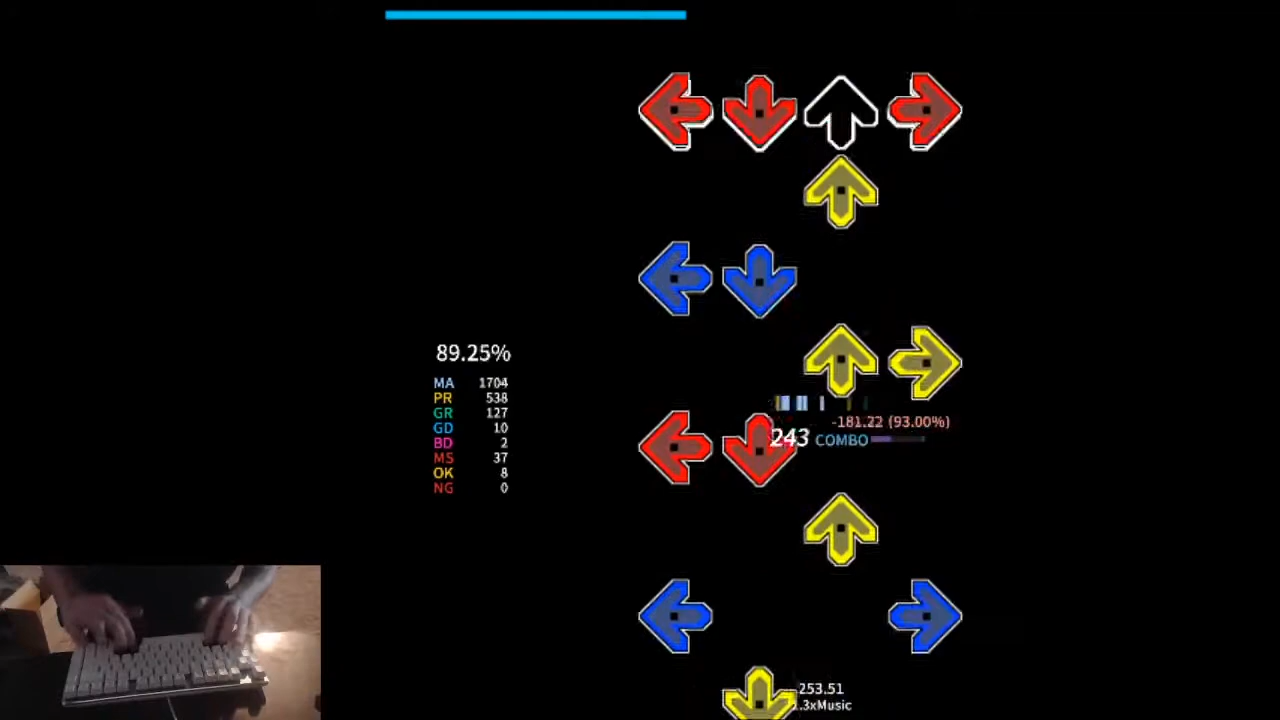 89.25%
MA 1704
PR 538
GR 127
GD 10
BD 2
MS 37
OK 8
NG 0
-181.22 (93.00%)
243 COMBO
253.51
.3xMusic